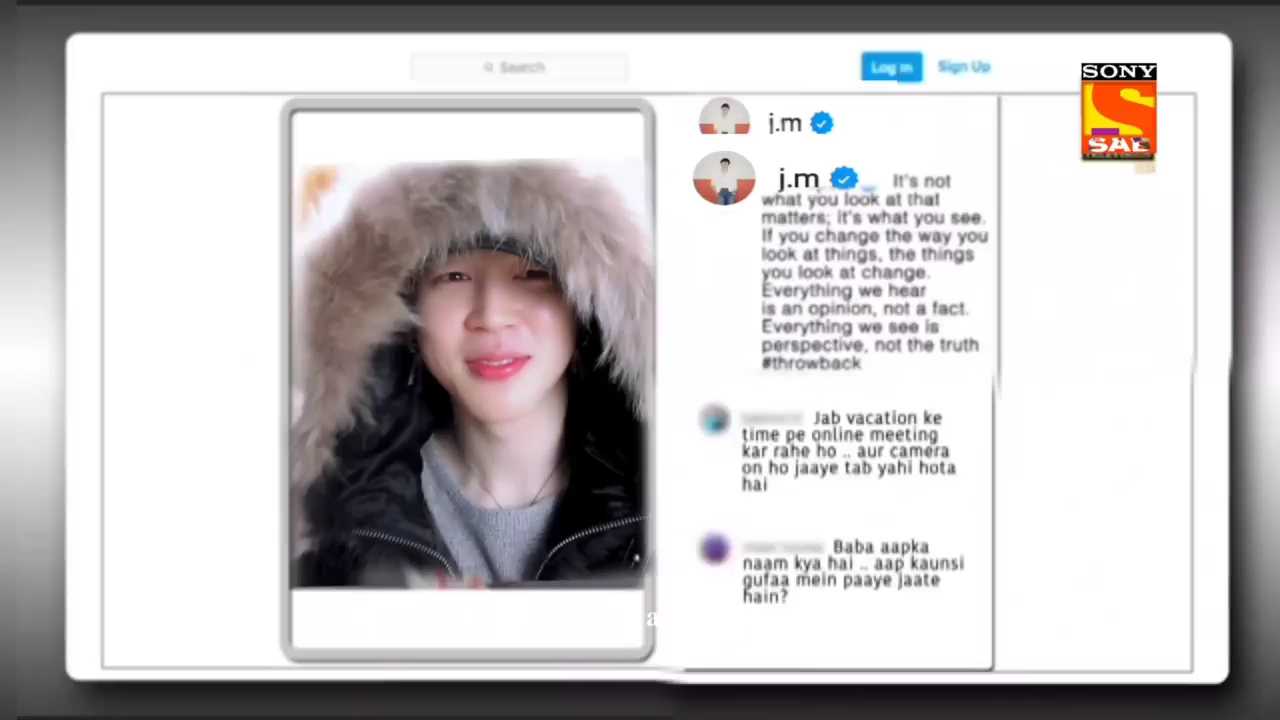 Search
Log in
Sign Up
SONY
SAB
j.m
j.m
It's not
what you look at that
matters; it's what you see.
If you change the way you
look at things, the things
you look at change.
Everything we hear
is an opinion, not a fact.
Everything we see is
perspective, not the truth
#throwback
Jab vacation ke
time pe online meeting
kar rahe ho .. aur camera
on ho jaaye tab yahi hota
hai
Baba aapka
naam kya hai .. aap kaunsi
gufaa mein paaye jaate
hain?
a